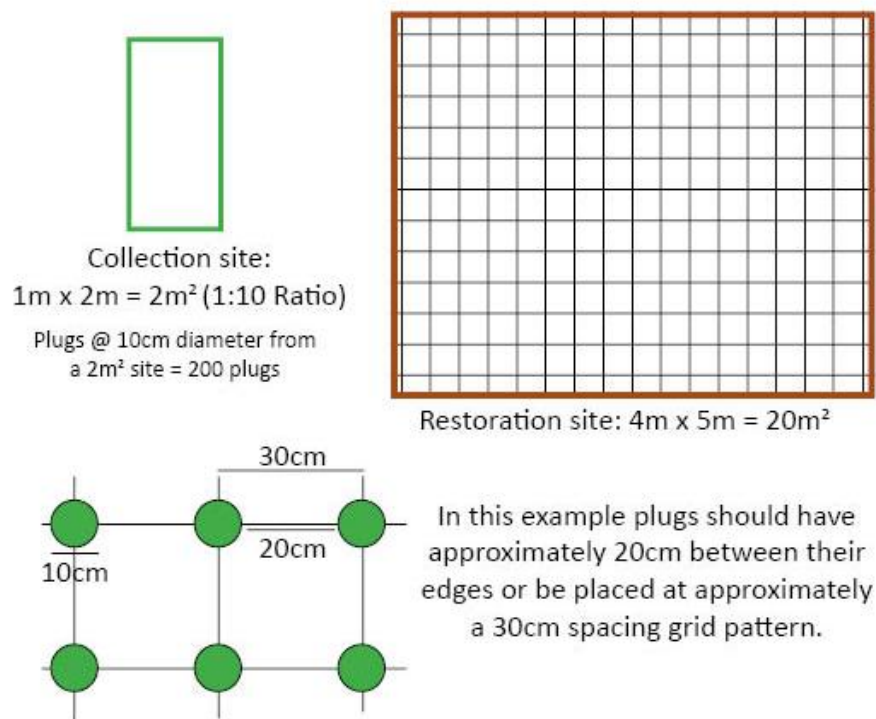 Collection site:
1m x 2m = 2m² (1:10 Ratio)
Plugs @ 10cm diameter from
a 2m² site = 200 plugs
Restoration site: 4m x 5m = 20m²
30cm
20cm
10cm
In this example plugs should have
approximately 20cm between their
edges or be placed at approximately
a 30cm spacing grid pattern.